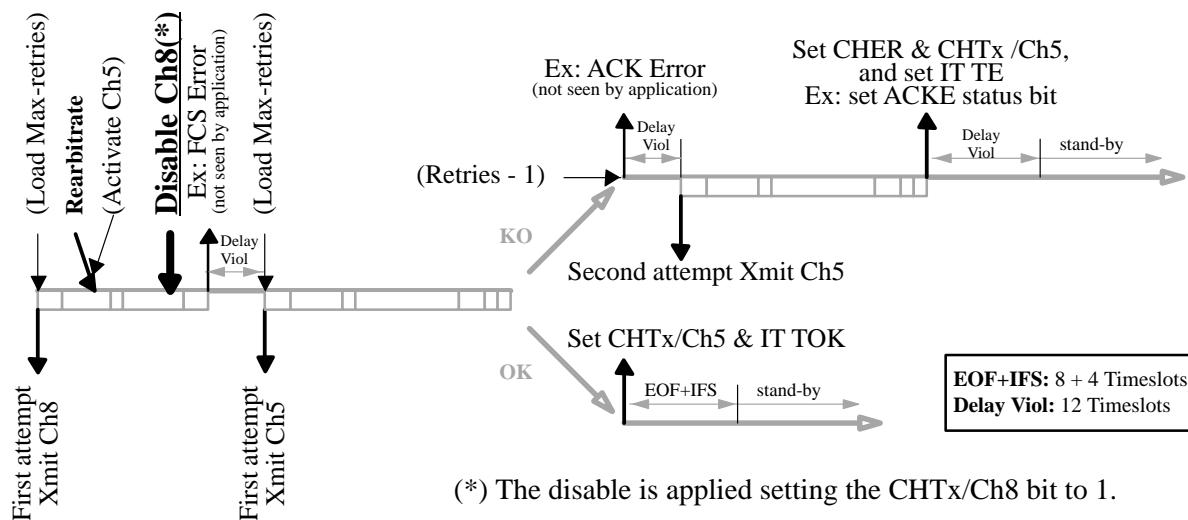 (Load Max-retries)
Rearbitrate
(Activate Ch5)
Disable Ch8(*)
Ex: FCS Error
(not seen by application)
Delay
Viol
(Load Max-retries)
First attempt
Xmit Ch8
First attempt
Xmit Ch5
KO
OK
Ex: ACK Error
(not seen by application)
Delay
Viol
(Retries - 1)
Second attempt Xmit Ch5
Set CHER & CHTx /Ch5,
and set IT TE
Ex: set ACKE status bit
Delay
Viol
stand-by
Set CHTx/Ch5 & IT TOK
EOF+IFS
stand-by
EOF+IFS: 8 + 4 Timeslots
Delay Viol: 12 Timeslots
(*) The disable is applied setting the CHTx/Ch8 bit to 1.